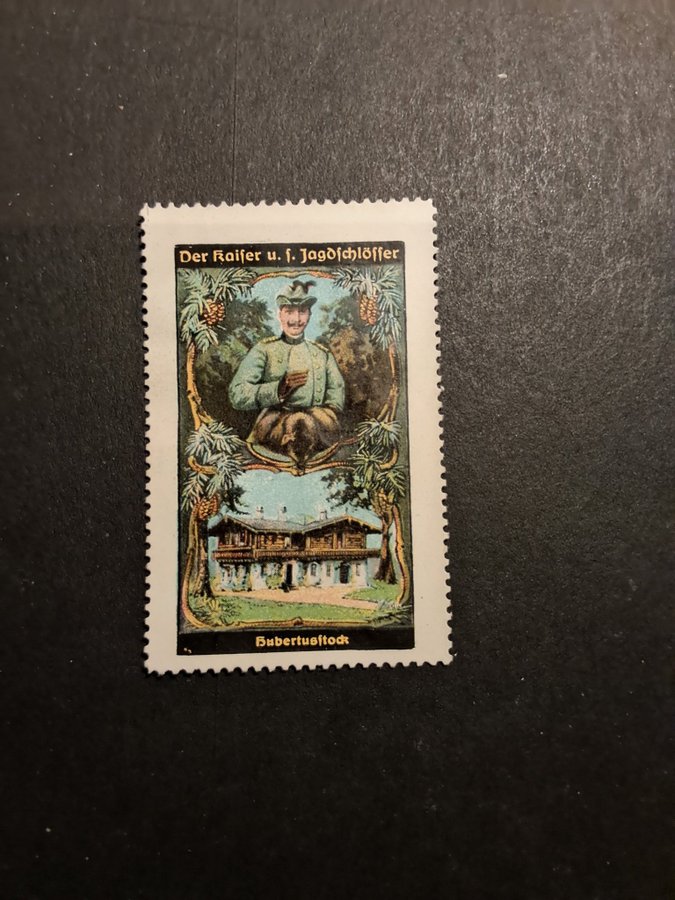 Der Kaiſer u. ſ. Jagdſchlöſſer
Hubertusſtock